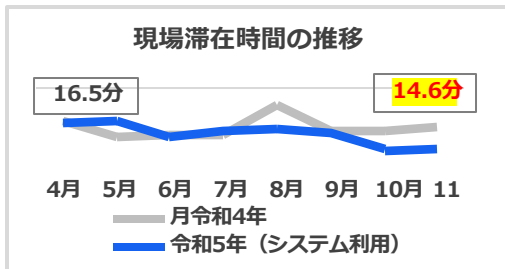 現場滞在時間の推移
16.5分
14.6分
4月 5月 6月 7月 8月 9月 10月 11
月令和4年
令和5年（システム利用）